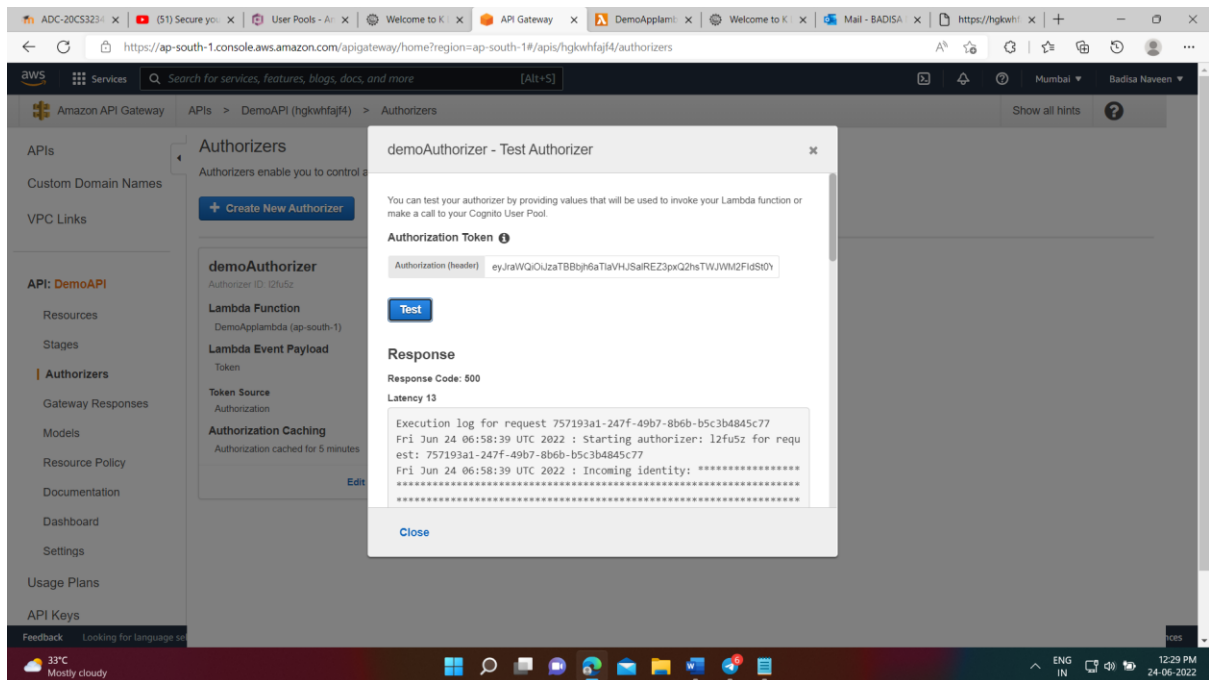 ADC-20CS3234
(51) Secure you
User Pools - A
Welcome to K
API Gateway
DemoApplamb
Welcome to K
Mail - BADISA
https://hgkwh
https://ap-south-1.console.aws.amazon.com/apigateway/home?region=ap-south-1#/apis/hgkwhfajf4/authorizers
aws
Services
Search for services, features, blogs, docs, and more
[Alt+S]
Mumbai
Badisa Naveen
Amazon API Gateway
APIs > DemoAPI (hgkwhfajf4) > Authorizers
Show all hints
APIs
Custom Domain Names
VPC Links
API: DemoAPI
Resources
Stages
Authorizers
Gateway Responses
Models
Resource Policy
Documentation
Dashboard
Settings
Usage Plans
API Keys
Authorizers
Authorizers enable you to control a
+ Create New Authorizer
demoAuthorizer
Authorizer ID: l2fu5z
Lambda Function
DemoApplambda (ap-south-1)
Lambda Event Payload
Token
Token Source
Authorization
Authorization Caching
Authorization cached for 5 minutes
Edit
demoAuthorizer - Test Authorizer
You can test your authorizer by providing values that will be used to invoke your Lambda function or
make a call to your Cognito User Pool.
Authorization Token
Authorization (header)
Test
Response
Response Code: 500
Latency 13
Execution log for request 757193a1-247f-49b7-8b6b-b5c3b4845c77
Fri Jun 24 06:58:39 UTC 2022 : Starting authorizer: l2fu5z for requ
est: 757193a1-247f-49b7-8b6b-b5c3b4845c77
Fri Jun 24 06:58:39 UTC 2022 : Incoming identity: *****************
********************************************************************
********************************************************************
Close
Feedback
Looking for language sel
33°C
Mostly cloudy
ENG
IN
12:29 PM
24-06-2022